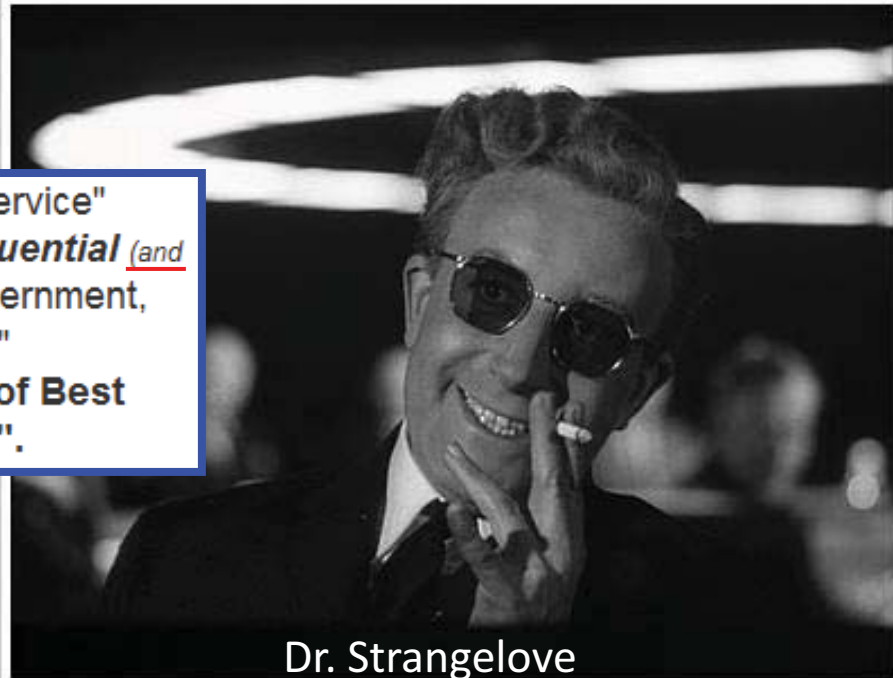 ervice"
uential (and
ernment,
"
of Best
".
Dr. Strangelove